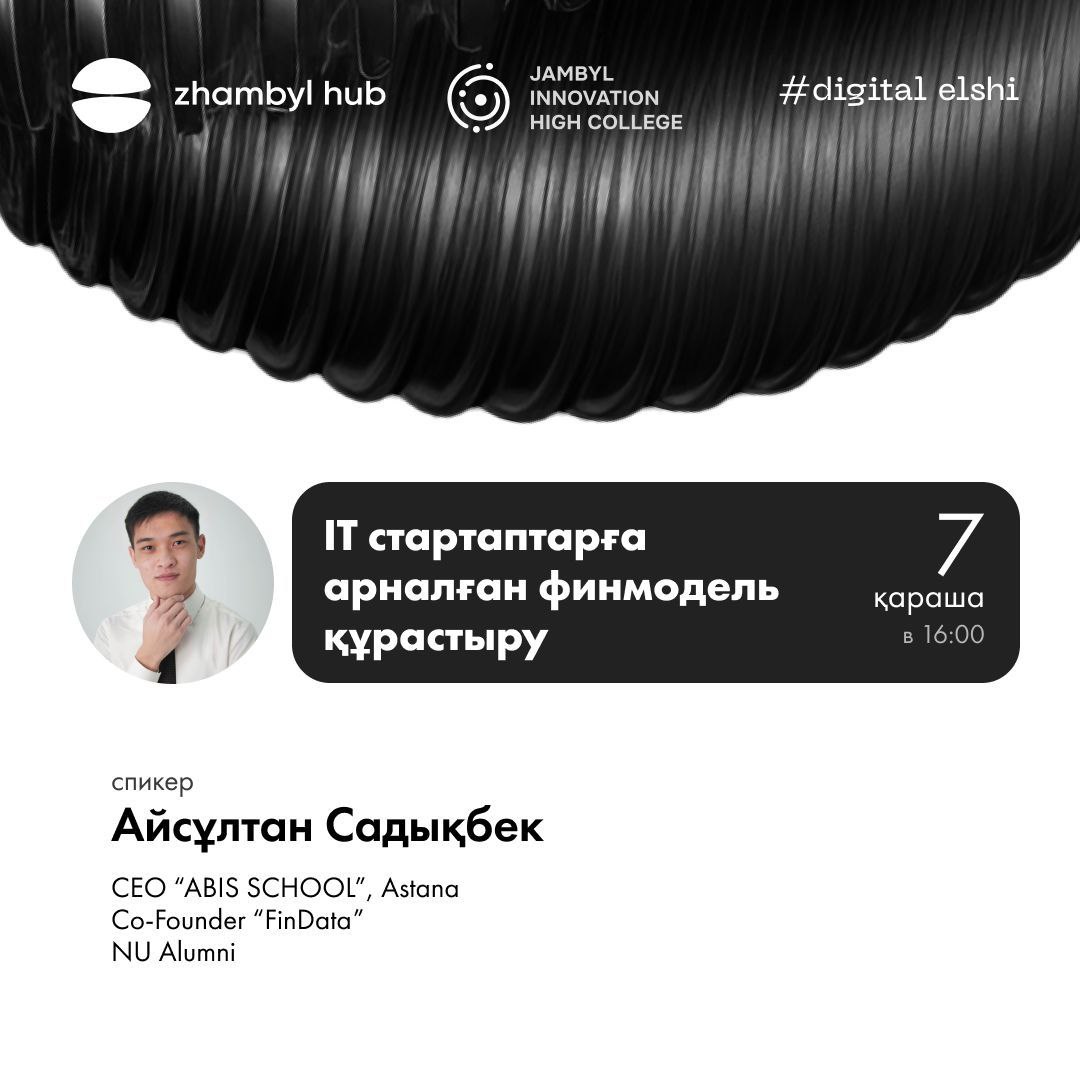 zhambyl hub
JAMBYL
INNOVATION
HIGH COLLEGE
#digital elshi
IT стартаптарға
арналған финмодель
құрастыру
7
қараша
в 16:00
спикер
Айсұлтан Садықбек
CEO “ABIS SCHOOL”, Astana
Co-Founder “FinData”
NU Alumni